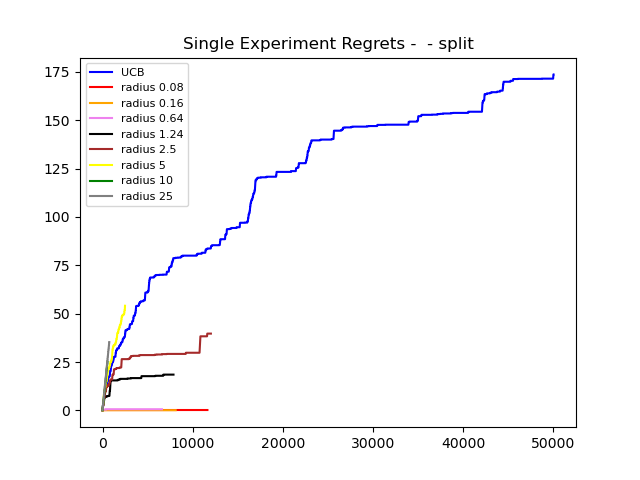 Single Experiment Regrets -  - split
UCB
radius 0.08
radius 0.16
radius 0.64
radius 1.24
radius 2.5
radius 5
radius 10
radius 25
175
150
125
100
75
50
25
0
0 10000 20000 30000 40000 50000